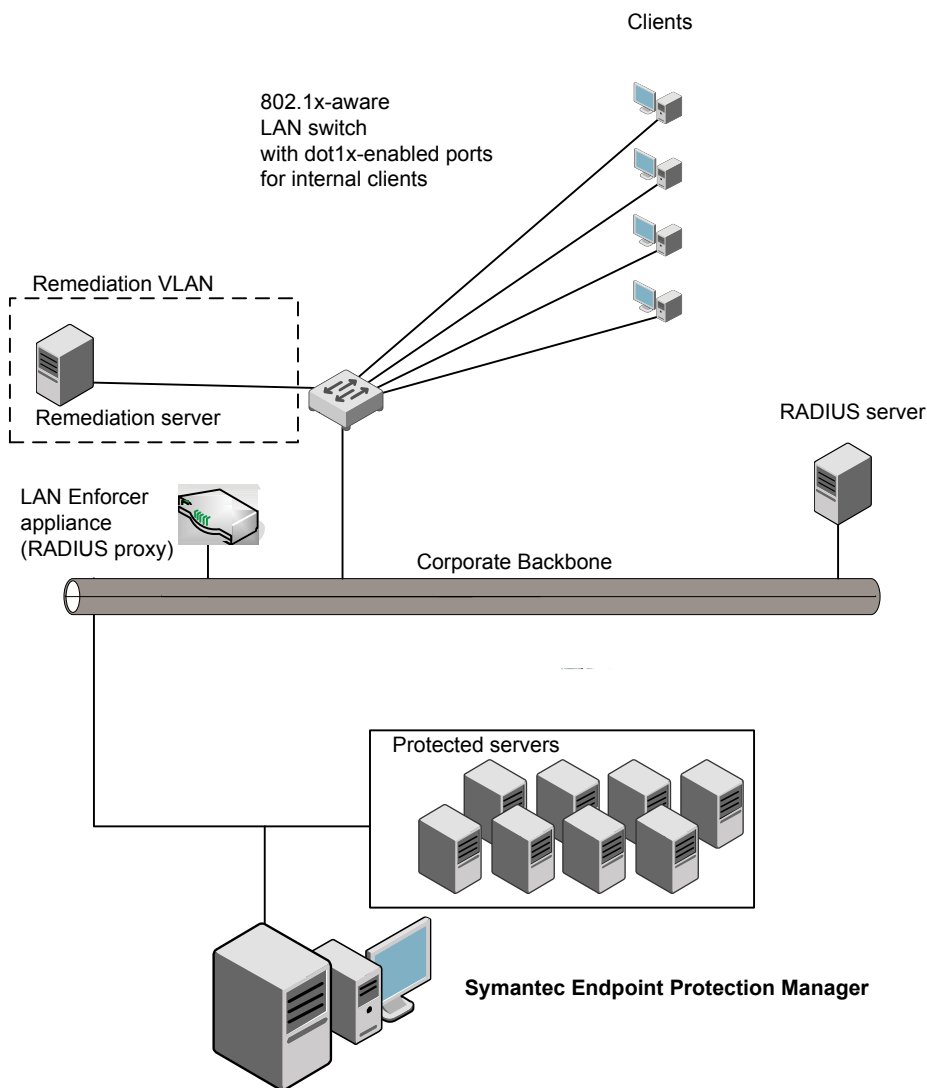 Clients
802.1x-aware
LAN switch
with dot1x-enabled ports
for internal clients
Remediation VLAN
Remediation server
RADIUS server
LAN Enforcer
appliance
(RADIUS proxy)
Corporate Backbone
Protected servers
Symantec Endpoint Protection Manager